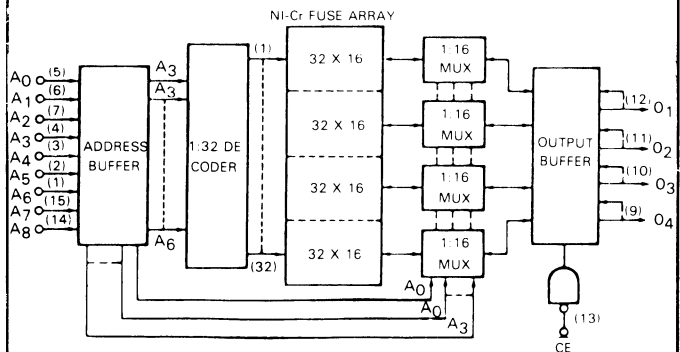 NI-Cr FUSE ARRAY
A0 (5)
A1 (6)
A2 (7)
A3 (4)
A4 (3)
A5 (2)
A6 (1)
A7 (15)
A8 (14)
ADDRESS
BUFFER
A3
A3
A6
1:32 DE
CODER
(1)
(32)
32 X 16
32 X 16
32 X 16
32 X 16
1:16
MUX
1:16
MUX
1:16
MUX
1:16
MUX
A0
A0
A3
OUTPUT
BUFFER
(12) O1
(11) O2
(10) O3
(9) O4
(13)
CE